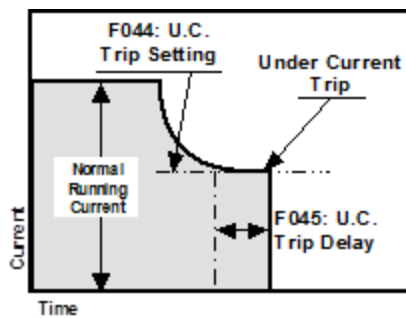 F044: U.C.
Trip Setting
Under Current
Trip
Normal
Running
Current
F045: U.C.
Trip Delay
Current
Time